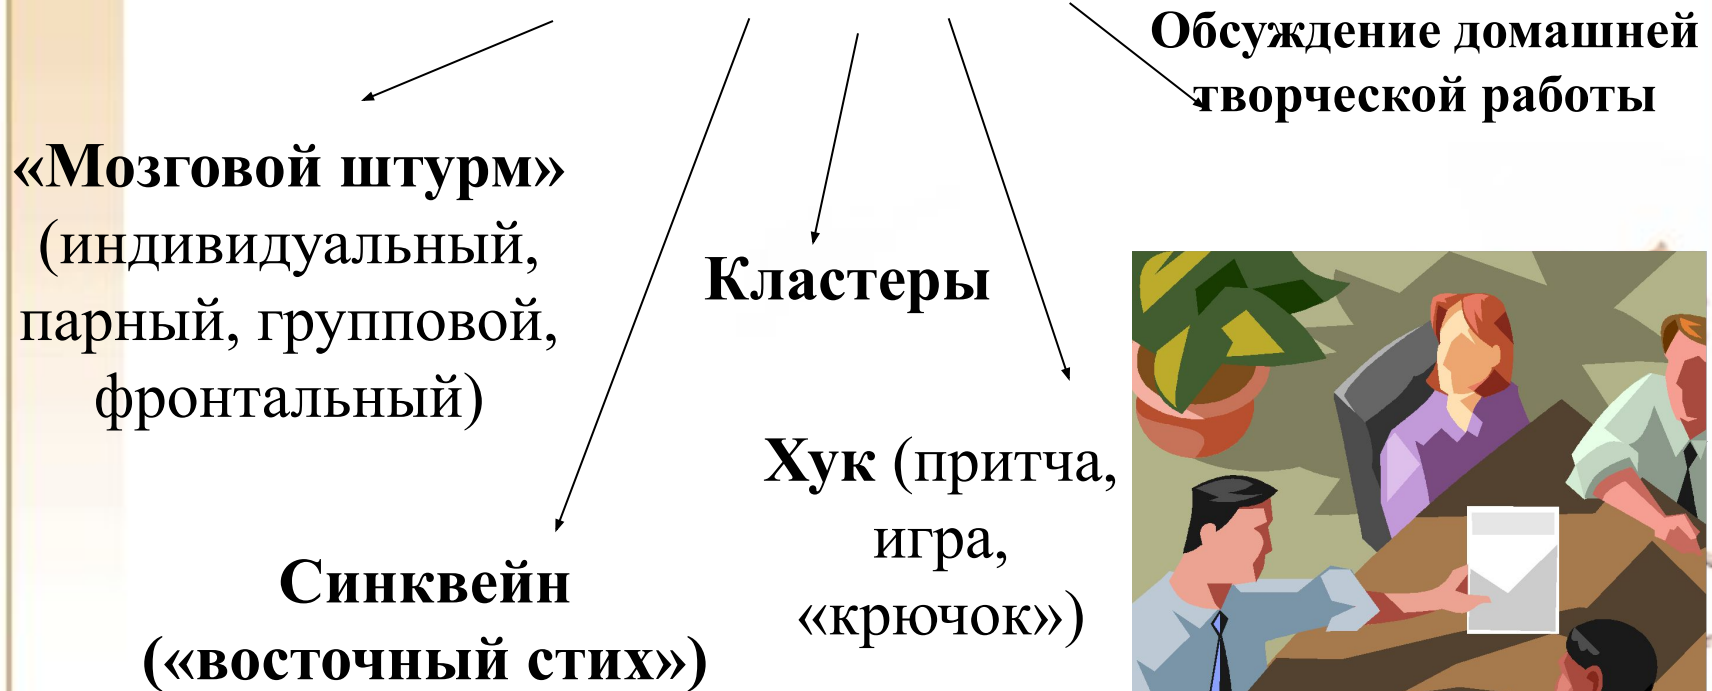 Обсуждение домашней
творческой работы
«Мозговой штурм»
(индивидуальный,
парный, групповой,
фронтальный)
Кластеры
Хук (притча,
игра,
«крючок»)
Синквейн
(«восточный стих»)